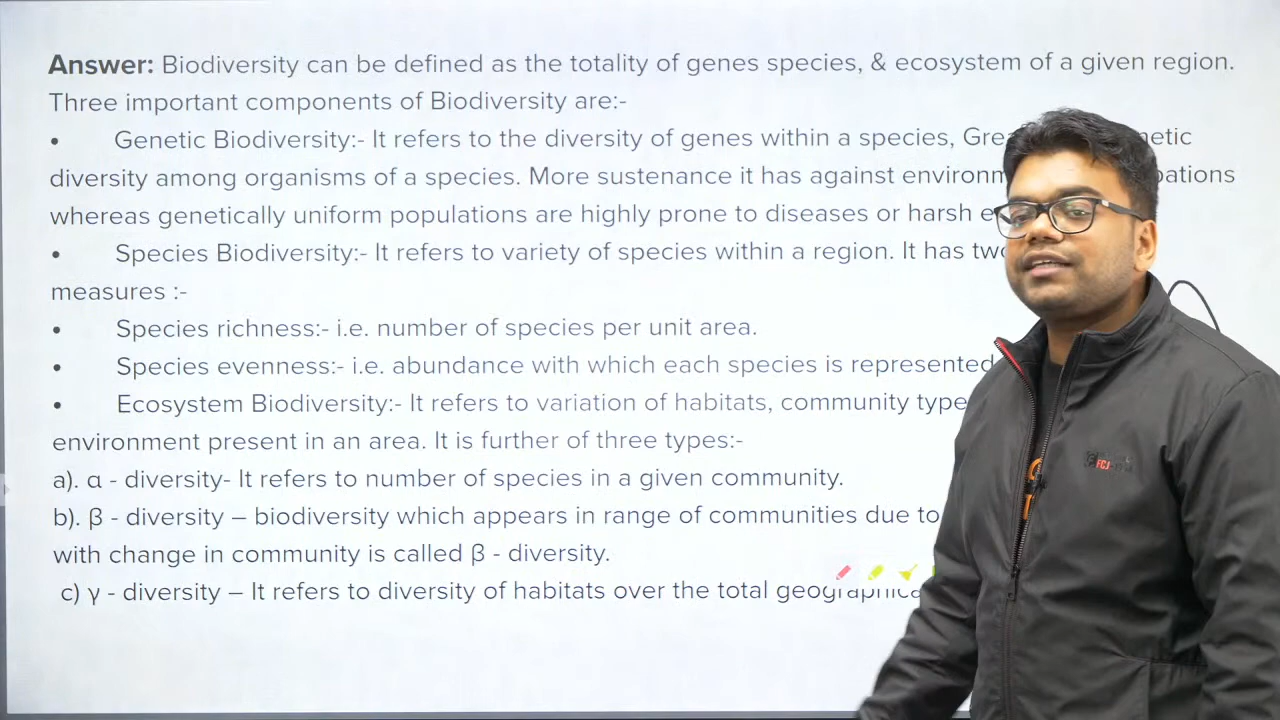 Answer: Biodiversity can be defined as the totality of genes species, & ecosystem of a given region.
Three important components of Biodiversity are:-
• Genetic Biodiversity:- It refers to the diversity of genes within a species,
diversity among organisms of a species. More sustenance it has against
whereas genetically uniform populations are highly prone to diseases or harsh
• Species Biodiversity:- It refers to variety of species within a region. It has two
measures :-
• Species richness:- i.e. number of species per unit area.
• Species evenness:- i.e. abundance with which each species is represented
• Ecosystem Biodiversity:- It refers to variation of habitats, community
environment present in an area. It is further of three types:-
a). α - diversity- It refers to number of species in a given community.
b). β - diversity – biodiversity which appears in range of communities due to
with change in community is called β - diversity.
c) γ - diversity – It refers to diversity of habitats over the total
FCJ